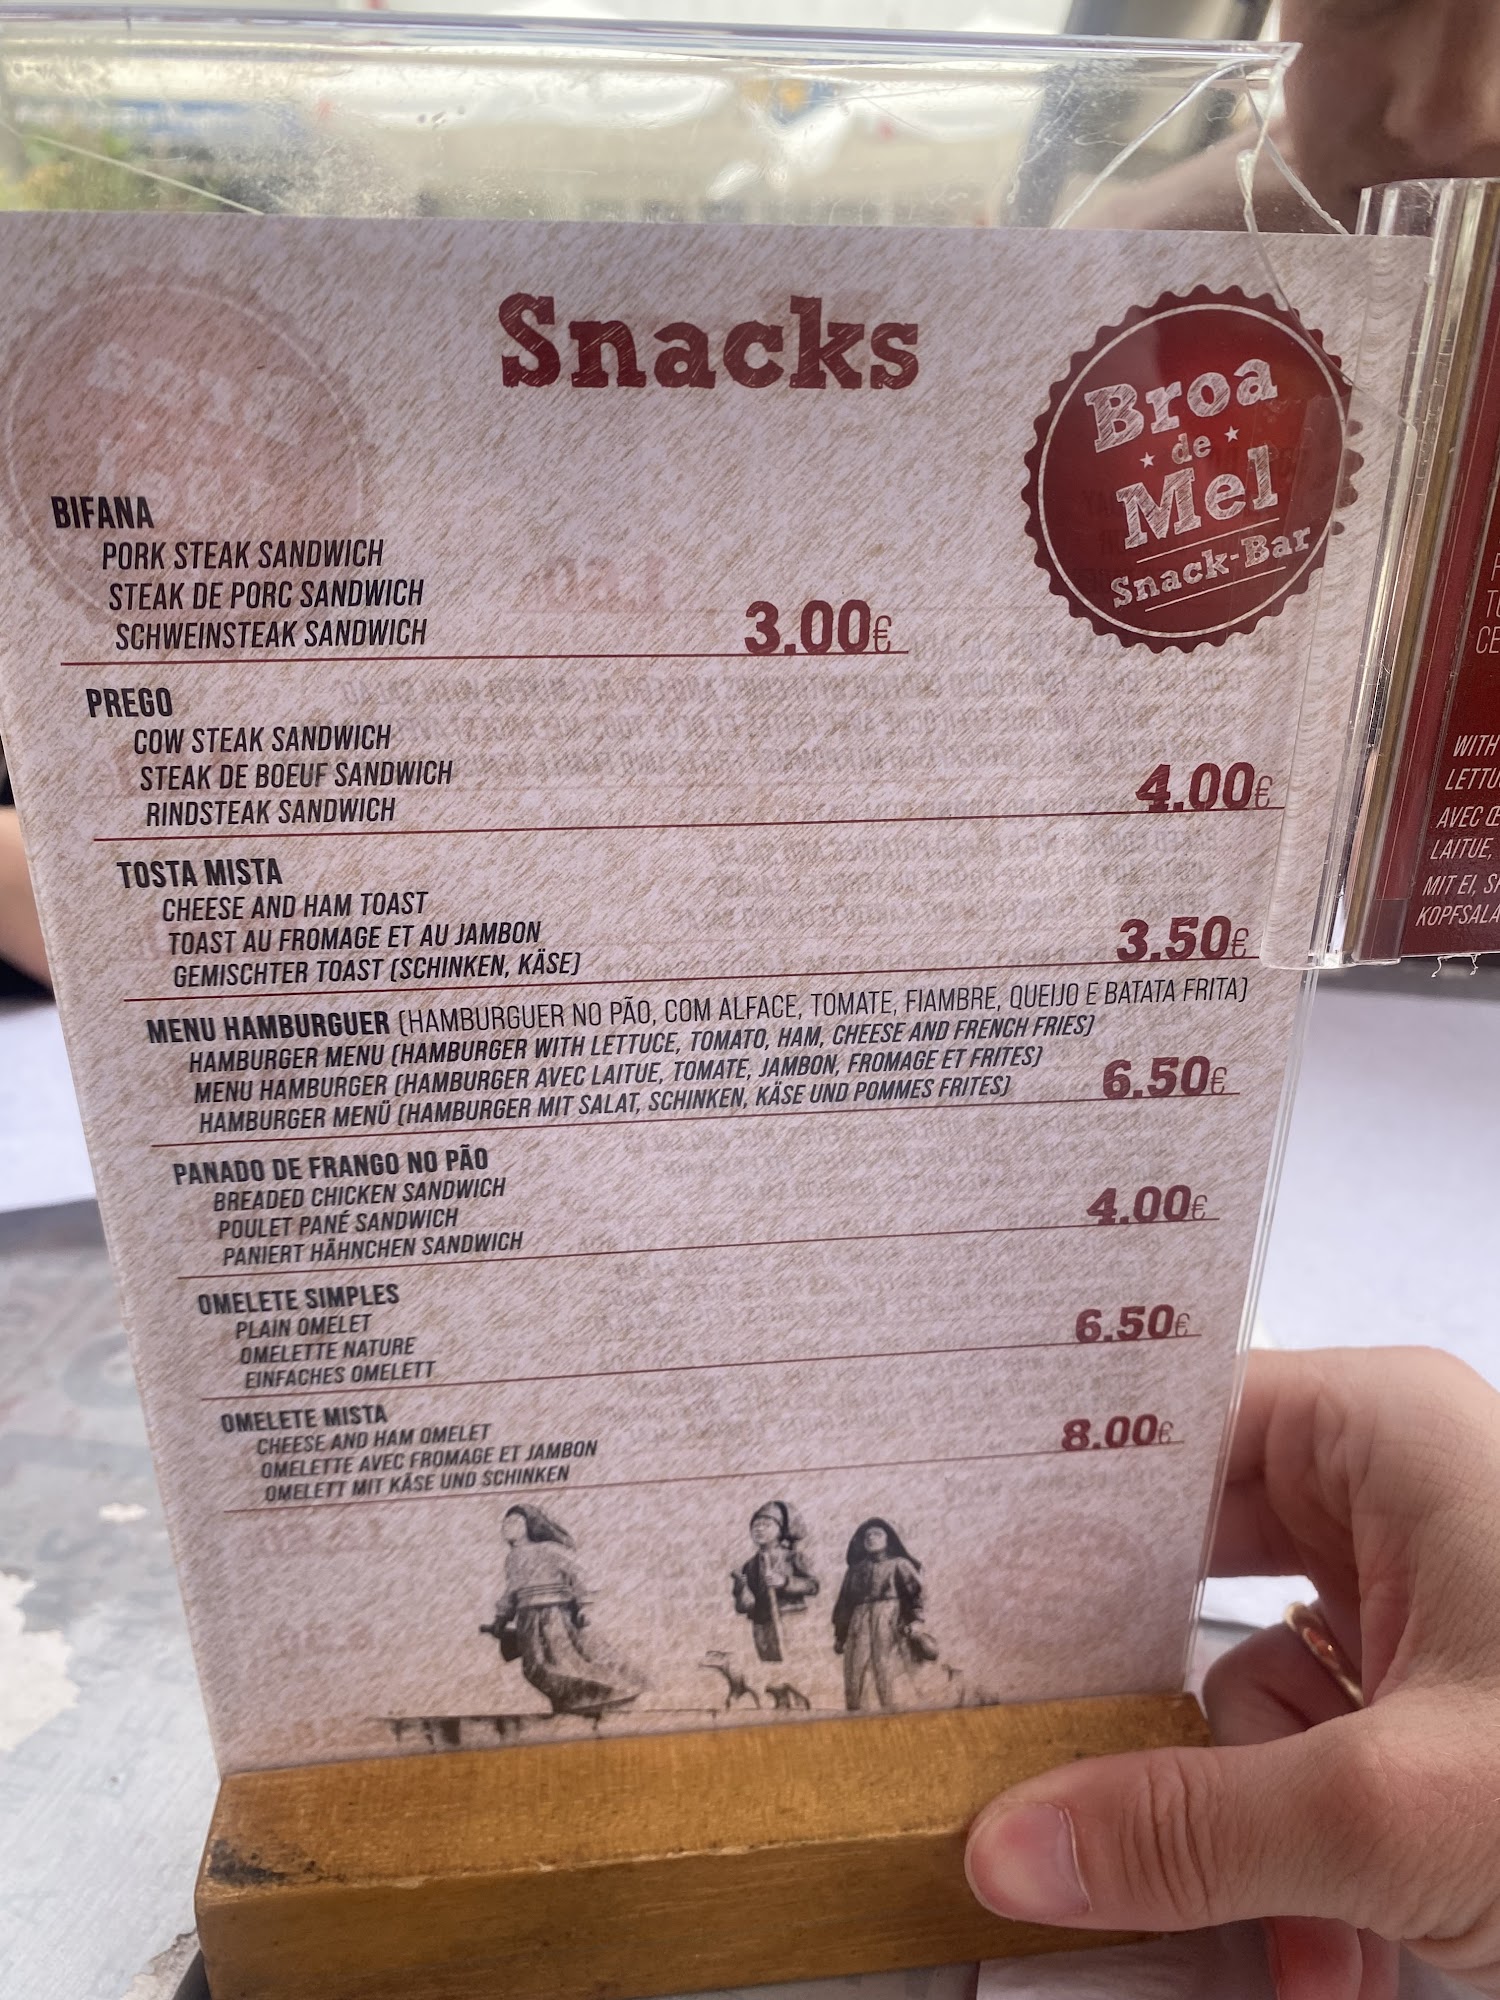 Snacks
Broa
de
Mel
Snack-Bar
BIFANA
PORK STEAK SANDWICH
STEAK DE PORC SANDWICH
SCHWEINSTEAK SANDWICH
3.00€
PREGO
COW STEAK SANDWICH
STEAK DE BOEUF SANDWICH
RINDSTEAK SANDWICH
4.00€
TOSTA MISTA
CHEESE AND HAM TOAST
TOAST AU FROMAGE ET AU JAMBON
GEMISCHTER TOAST (SCHINKEN, KÄSE)
3.50€
MENU HAMBURGUER (HAMBURGUER NO PÃO, COM ALFACE, TOMATE, FIAMBRE, QUEIJO E BATATA FRITA)
HAMBURGER MENU (HAMBURGER WITH LETTUCE, TOMATO, HAM, CHEESE AND FRENCH FRIES)
MENU HAMBURGER (HAMBURGER AVEC LAITUE, TOMATE, JAMBON, FROMAGE ET FRITES)
HAMBURGER MENÜ (HAMBURGER MIT SALAT, SCHINKEN, KÄSE UND POMMES FRITES)
6.50€
PANADO DE FRANGO NO PÃO
BREADED CHICKEN SANDWICH
POULET PANÉ SANDWICH
PANIERT HÄHNCHEN SANDWICH
4.00€
OMELETE SIMPLES
PLAIN OMELET
OMELETTE NATURE
EINFACHES OMELETT
6.50€
OMELETE MISTA
CHEESE AND HAM OMELET
OMELETTE AVEC FROMAGE ET JAMBON
OMELETT MIT KÄSE UND SCHINKEN
8.00€
WITH
AVEC
LAITUE,
MIT EI,